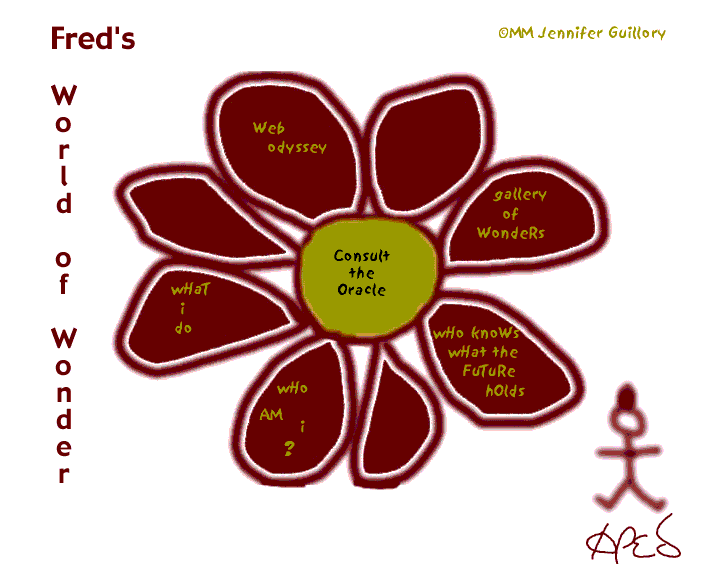 Fred's
©MM Jennifer Guillory
World of Wonder
Web
odyssey
gallery
of
WondeRs
Consult
the
Oracle
wHaT
i
do
wHo knoWs
wHat the
FuTuRe
hOlds
wHo
AM
i
?